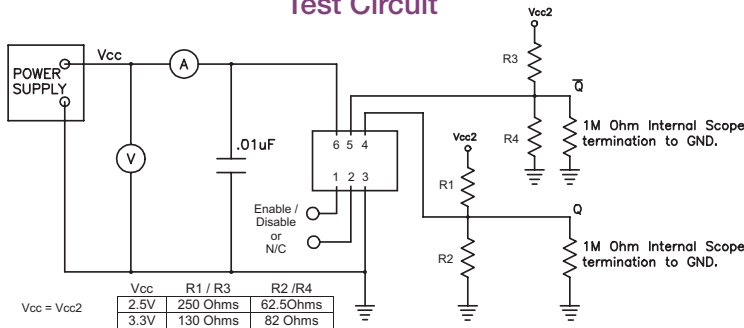 Test Circuit
Vcc2
Vcc
A
R3
POWER
SUPPLY
Q
R4
1M Ohm Internal Scope
termination to GND.
Vcc2
.01uF
V
6 5 4
1 2 3
R1
Enable /
Disable
or
N/C
Q
R2
1M Ohm Internal Scope
termination to GND.
Vcc = Vcc2
Vcc R1 / R3 R2 /R4
2.5V 250 Ohms 62.5Ohms
3.3V 130 Ohms 82 Ohms